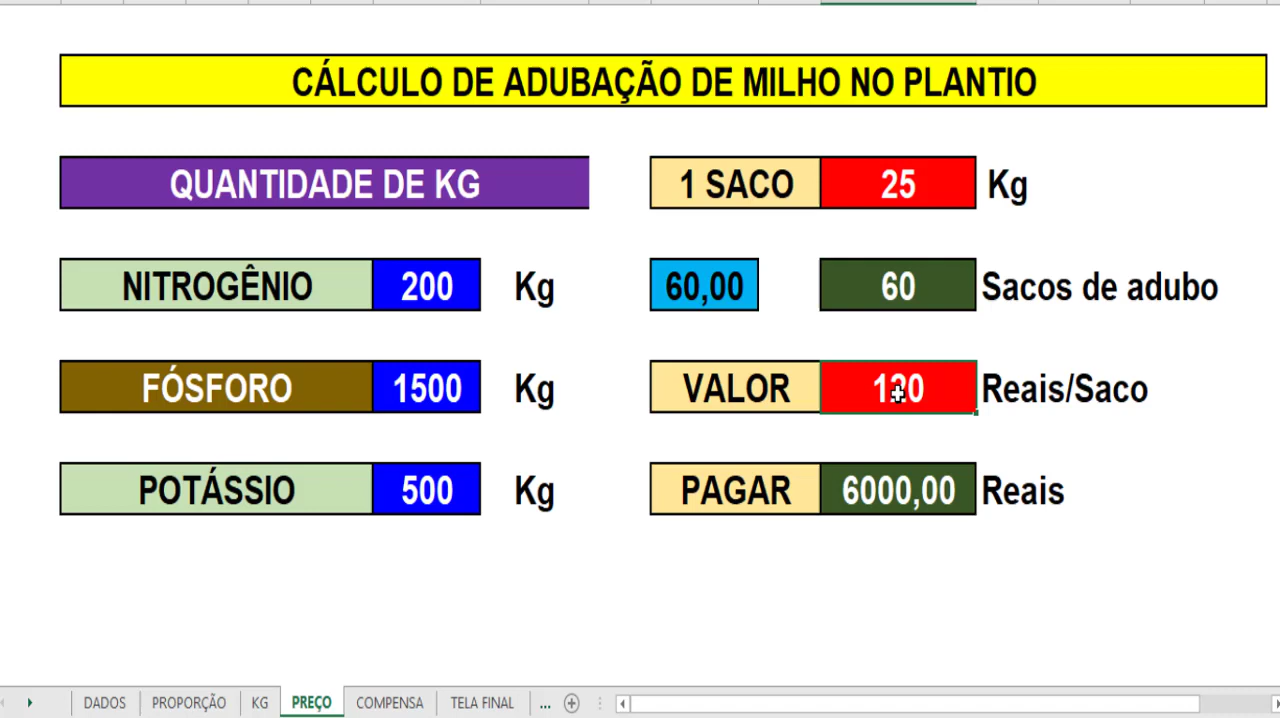 CÁLCULO DE ADUBAÇÃO DE MILHO NO PLANTIO
QUANTIDADE DE KG 1 SACO 25 Kg
NITROGÊNIO 200 Kg 60,00 60 Sacos de adubo
FÓSFORO 1500 Kg VALOR Reais/Saco
POTÁSSIO 500 Kg PAGAR 6000,00 Reais
DADOS PROPORÇÃO KG PREÇO COMPENSA TELA FINAL ...